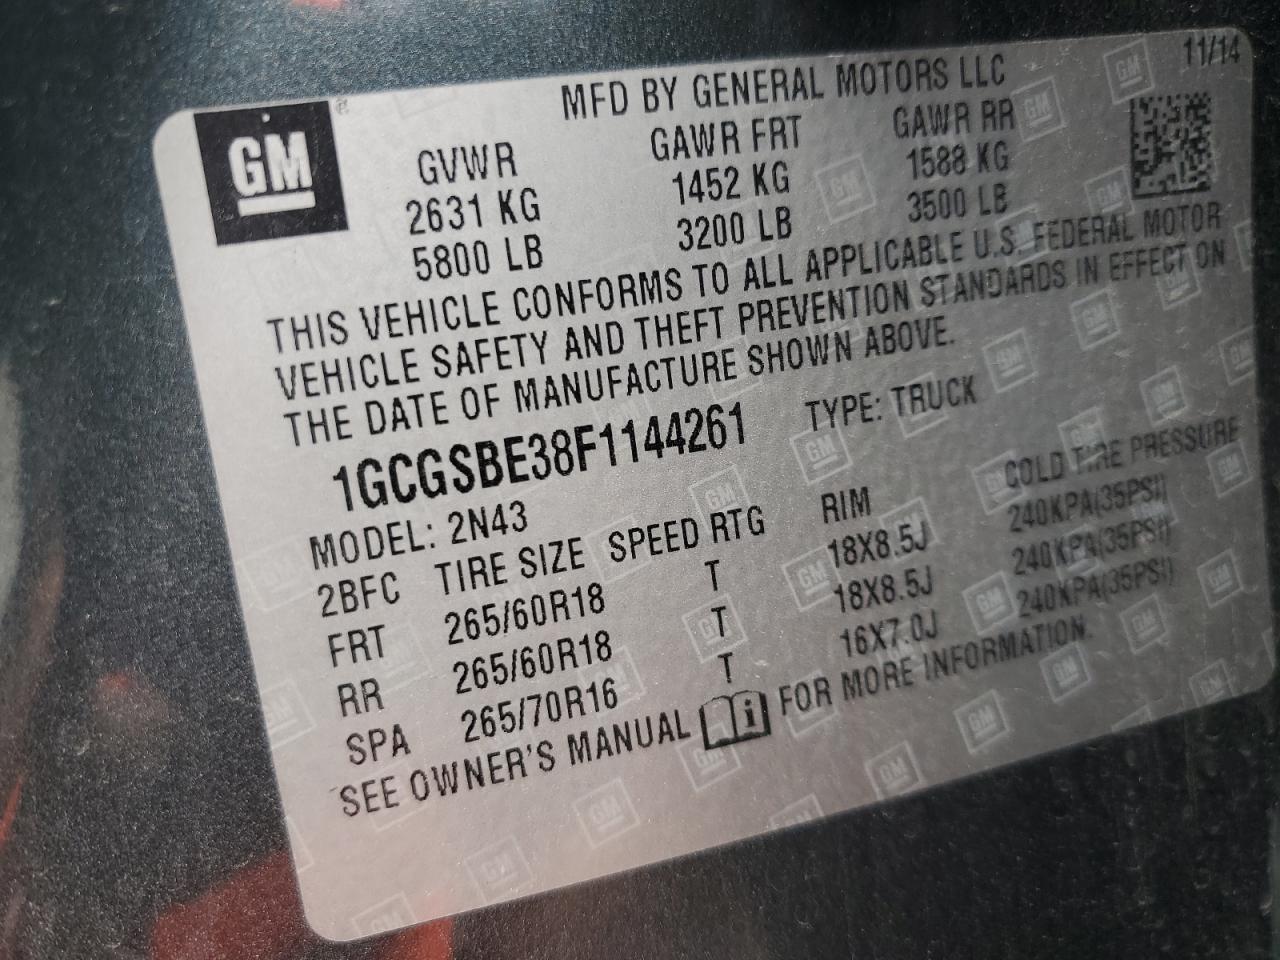 11/14
MFD BY GENERAL MOTORS LLC
GM
GVWR GAWR FRT GAWR RR
2631 KG 1452 KG 1588 KG
5800 LB 3200 LB 3500 LB
THIS VEHICLE CONFORMS TO ALL APPLICABLE U.S. FEDERAL MOTOR
VEHICLE SAFETY AND THEFT PREVENTION STANDARDS IN EFFECT ON
THE DATE OF MANUFACTURE SHOWN ABOVE.
1GCGSBE38F1144261 TYPE: TRUCK
MODEL: 2N43
2BFC TIRE SIZE SPEED RTG RIM COLD TIRE PRESSURE
FRT 265/60R18 T 18X8.5J 240KPA(35PSI)
RR 265/60R18 T 18X8.5J 240KPA(35PSI)
SPA 265/70R16 T 16X7.0J 240KPA(35PSI)
SEE OWNER'S MANUAL i FOR MORE INFORMATION.